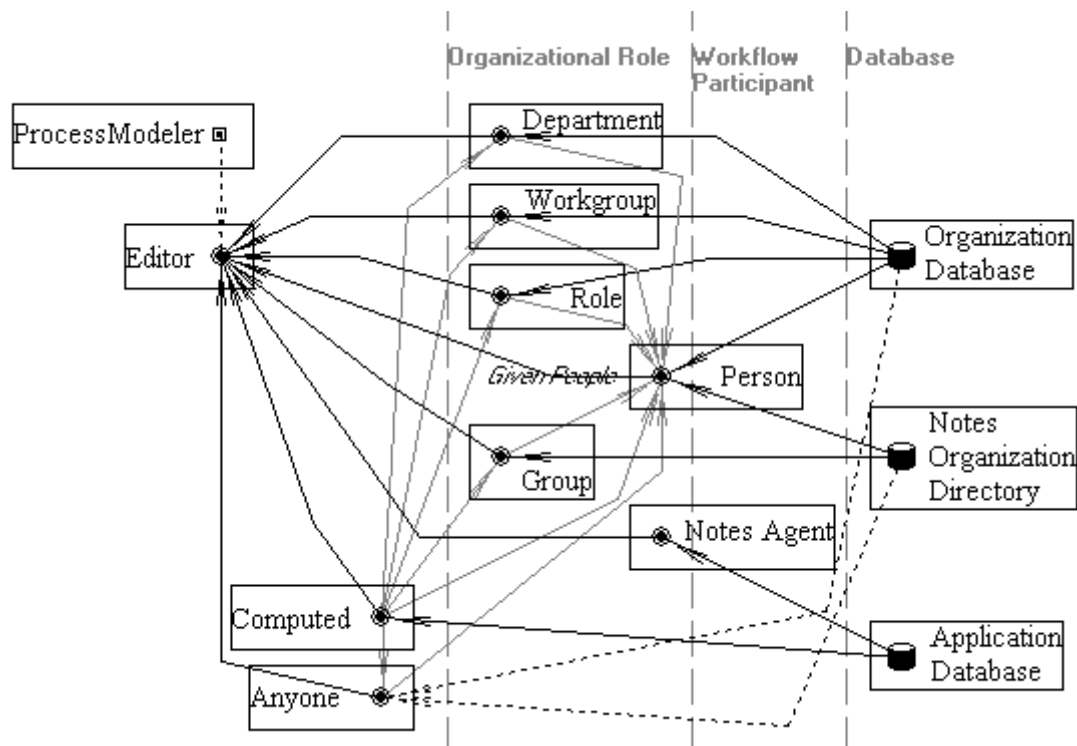 Organizational Role
Workflow
Participant
Database
ProcessModeler
Department
Workgroup
Editor
Organization
Database
Role
Given People
Person
Notes
Organization
Directory
Group
Notes Agent
Computed
Application
Database
Anyone